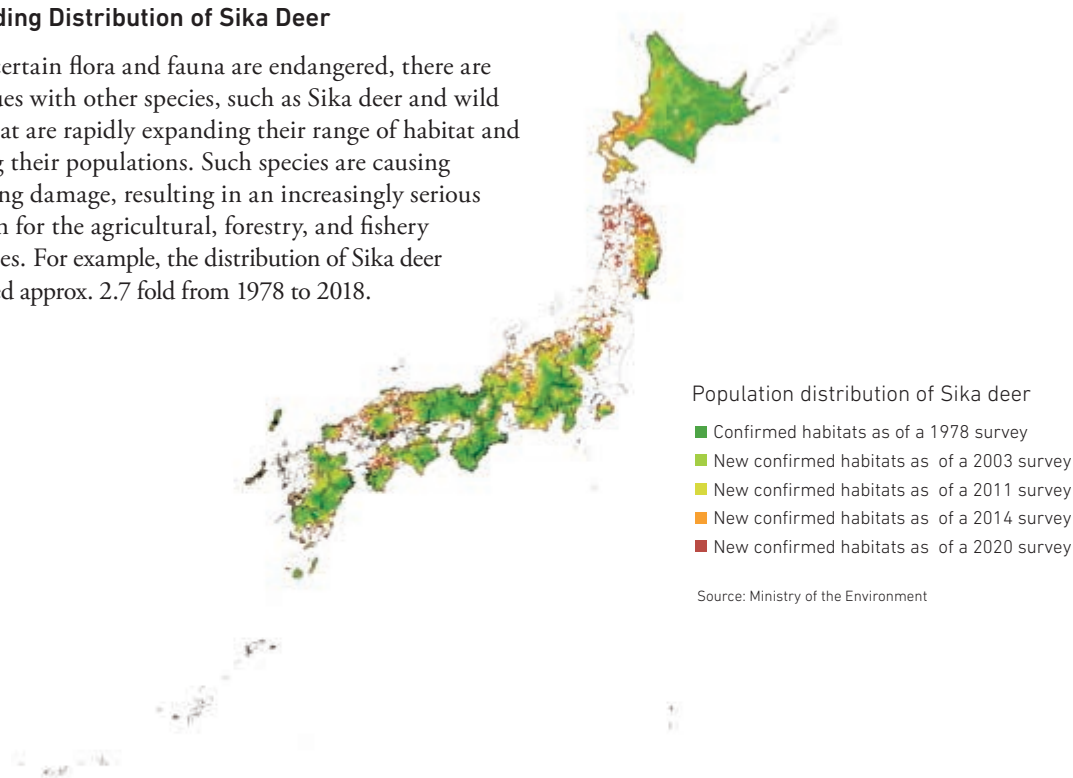 ding Distribution of Sika Deer
ertain flora and fauna are endangered, there are
ues with other species, such as Sika deer and wild
at are rapidly expanding their range of habitat and
g their populations. Such species are causing
ng damage, resulting in an increasingly serious
n for the agricultural, forestry, and fishery
es. For example, the distribution of Sika deer
ed approx. 2.7 fold from 1978 to 2018.
Population distribution of Sika deer
Confirmed habitats as of a 1978 survey
New confirmed habitats as of a 2003 survey
New confirmed habitats as of a 2011 survey
New confirmed habitats as of a 2014 survey
New confirmed habitats as of a 2020 survey
Source: Ministry of the Environment